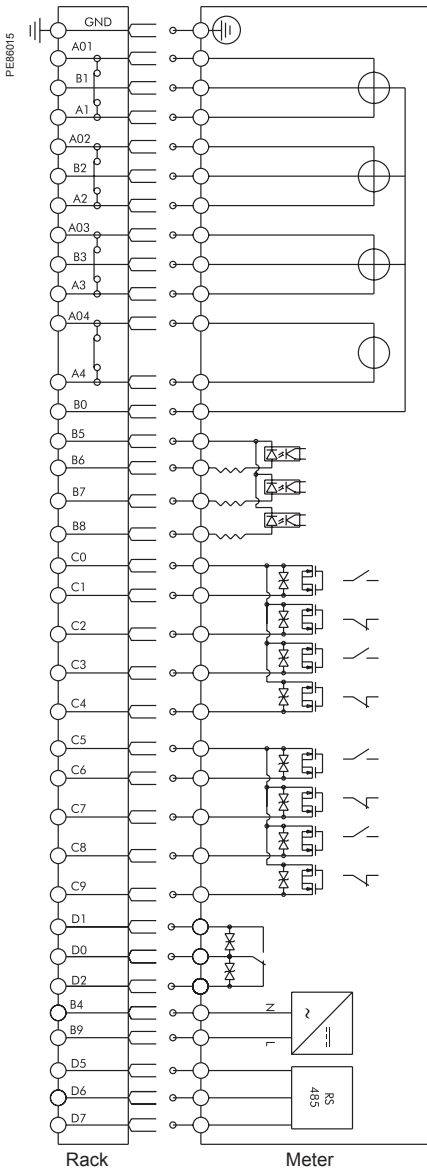 PE86015
GND
A01
B1
A1
A02
B2
A2
A03
B3
A3
A04
A4
B0
B5
B6
B7
B8
C0
C1
C2
C3
C4
C5
C6
C7
C8
C9
D1
D0
D2
B4
N
B9
L
D5
D6
RS
485
D7
Rack
Meter